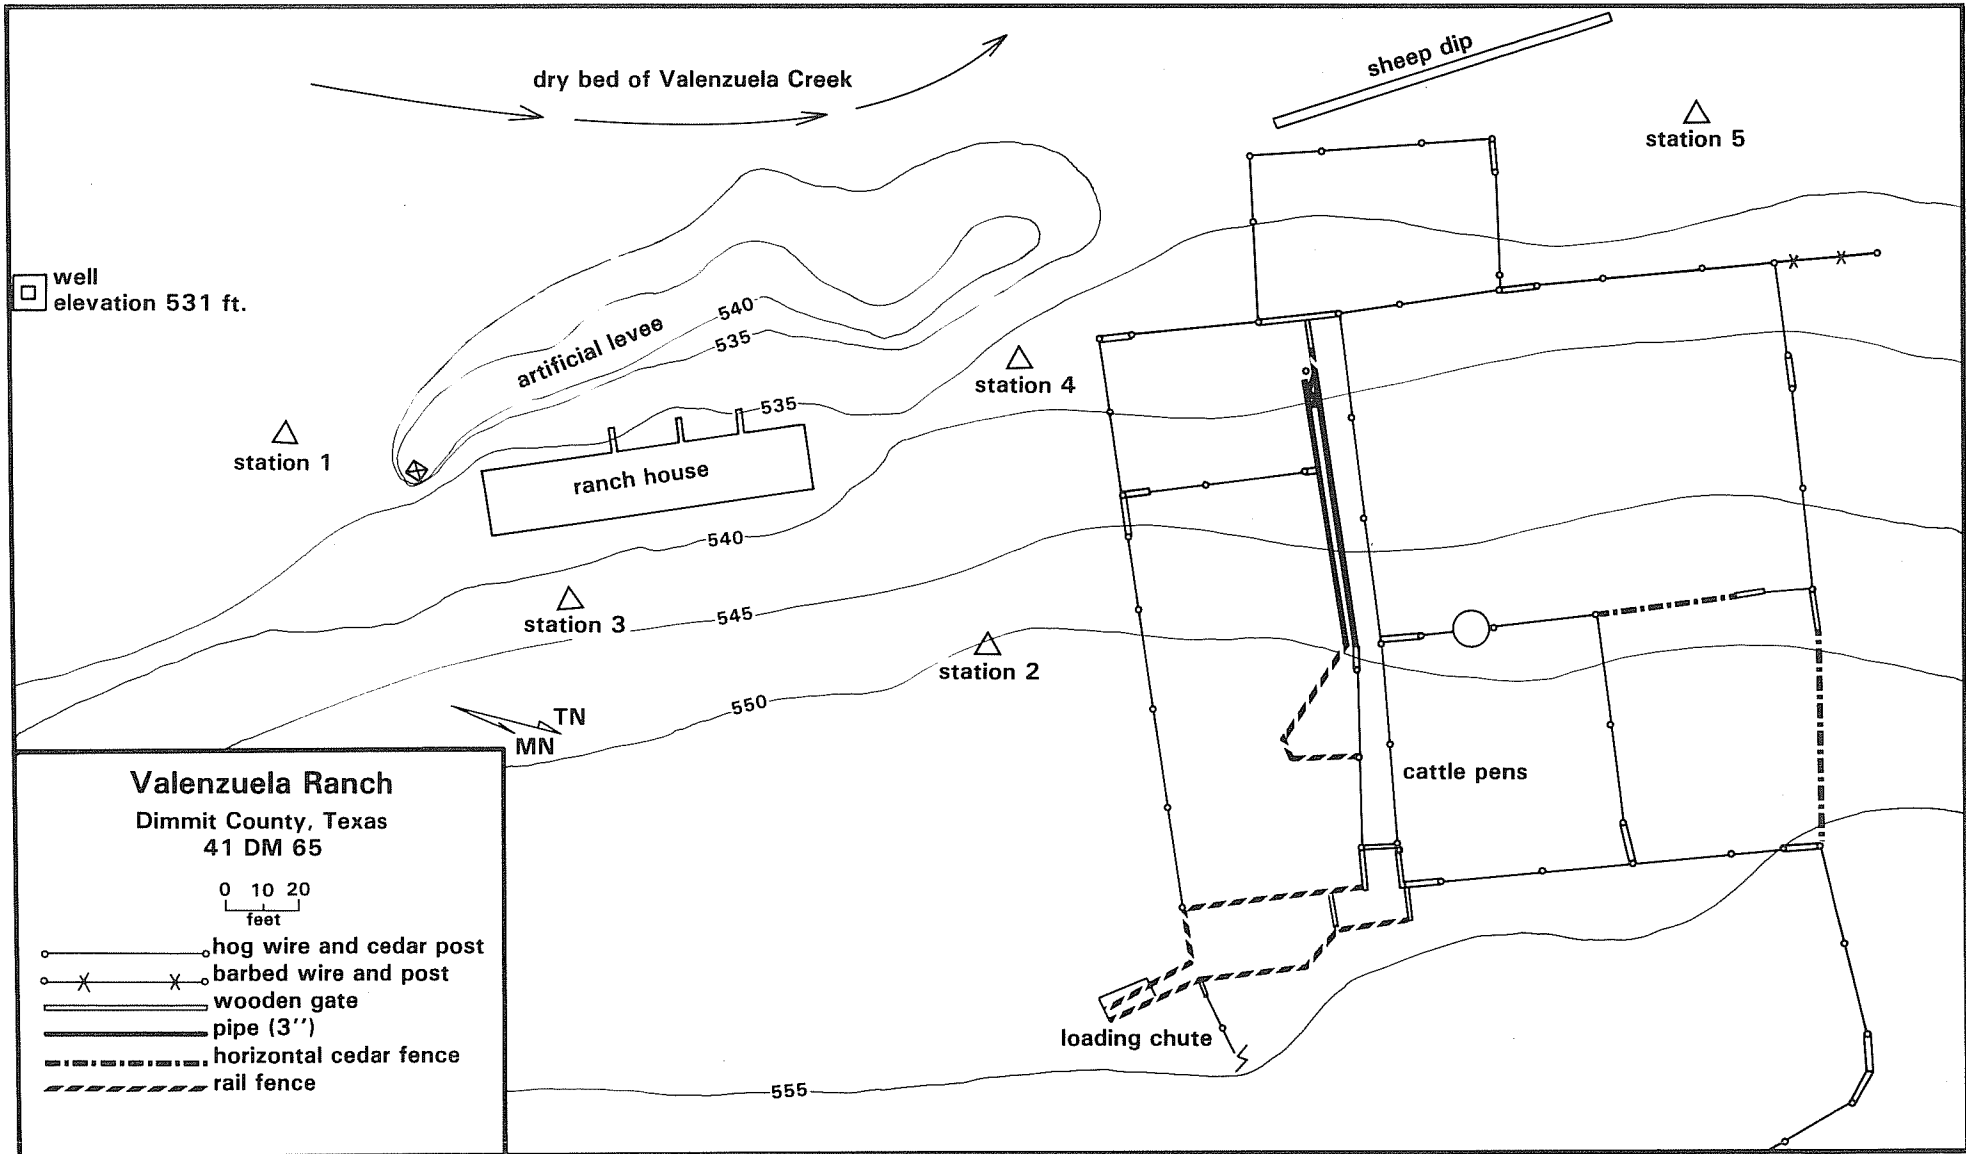 dry bed of Valenzuela Creek
sheep dip
station 5
well
elevation 531 ft.
540
artificial levee
535
station 4
535
station 1
ranch house
540
station 3
545
station 2
550
TN
MN
cattle pens
Valenzuela Ranch
Dimmit County, Texas
41 DM 65
0 10 20
feet
hog wire and cedar post
barbed wire and post
wooden gate
pipe (3'')
horizontal cedar fence
rail fence
loading chute
555